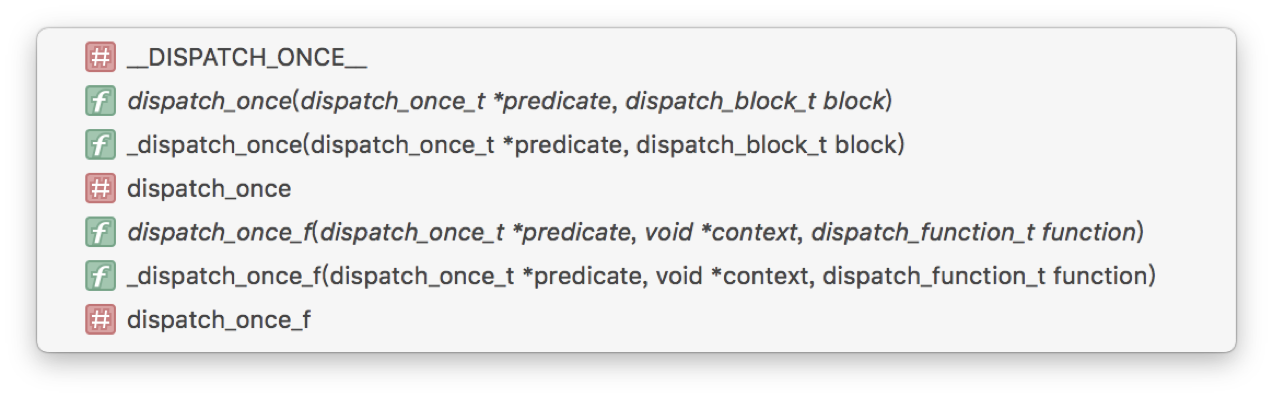 # __DISPATCH_ONCE__
f dispatch_once(dispatch_once_t *predicate, dispatch_block_t block)
f _dispatch_once(dispatch_once_t *predicate, dispatch_block_t block)
# dispatch_once
f dispatch_once_f(dispatch_once_t *predicate, void *context, dispatch_function_t function)
f _dispatch_once_f(dispatch_once_t *predicate, void *context, dispatch_function_t function)
# dispatch_once_f